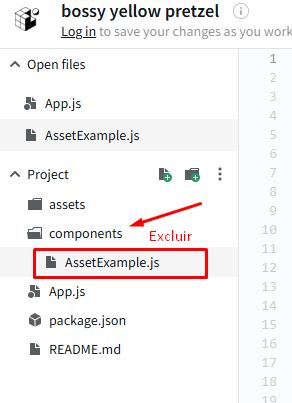 bossy yellow pretzel
Log in to save your changes as you work
Open files
App.js
AssetExample.js
Project
assets
components
Excluir
AssetExample.js
App.js
package.json
README.md
1
2
3
4
5
6
7
8
9
10
11
12
13
14
15
16
17
18
19